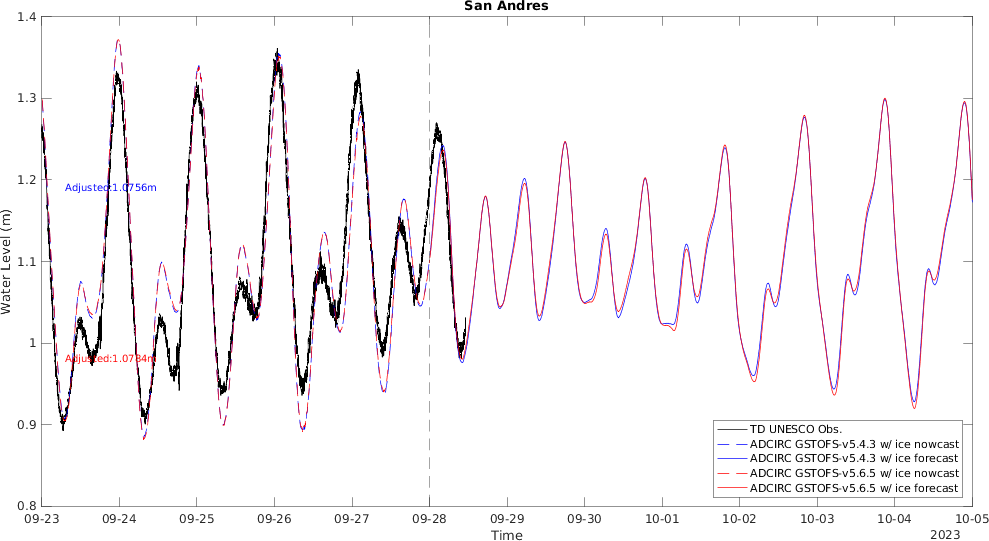 San Andres
1.4
1.3
1.2
1.1
1
0.9
0.8
Water Level (m)
Adjusted:1.0756m
Adjusted:1.0784m
TD UNESCO Obs.
ADCIRC GSTOFS-v5.4.3 w/ ice nowcast
ADCIRC GSTOFS-v5.4.3 w/ ice forecast
ADCIRC GSTOFS-v5.6.5 w/ ice nowcast
ADCIRC GSTOFS-v5.6.5 w/ ice forecast
09-23 09-24 09-25 09-26 09-27 09-28 09-29 09-30 10-01 10-02 10-03 10-04 10-05
Time
2023